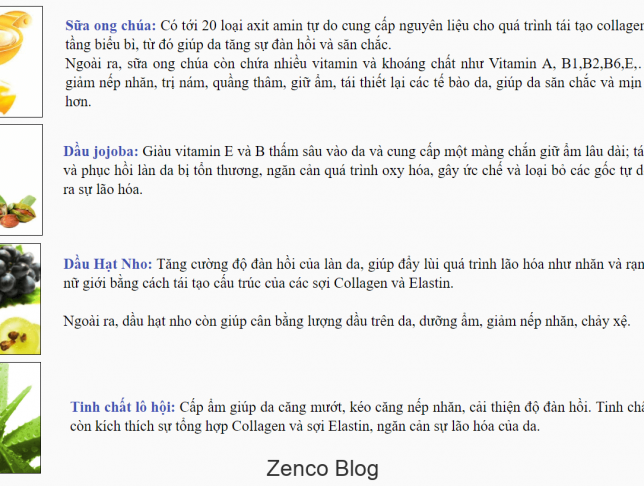 Sữa ong chúa: Có tới 20 loại axit amin tự do cung cấp nguyên liệu cho quá trình tái tạo collagen
tầng biểu bì, từ đó giúp da tăng sự đàn hồi và săn chắc.
Ngoài ra, sữa ong chúa còn chứa nhiều vitamin và khoáng chất như Vitamin A, B1,B2,B6,E,.
giảm nếp nhăn, trị nám, quầng thâm, giữ ẩm, tái thiết lại các tế bào da, giúp da săn chắc và mịn
hơn.
Dầu jojoba: Giàu vitamin E và B thấm sâu vào da và cung cấp một màng chắn giữ ẩm lâu dài;
và phục hồi làn da bị tổn thương, ngăn cản quá trình oxy hóa, gây ức chế và loại bỏ các gốc tự
ra sự lão hóa.
Dầu Hạt Nho: Tăng cường độ đàn hồi của làn da, giúp đẩy lùi quá trình lão hóa như nhăn và
nữ giới bằng cách tái tạo cấu trúc của các sợi Collagen và Elastin.
Ngoài ra, dầu hạt nho còn giúp cân bằng lượng dầu trên da, dưỡng ẩm, giảm nếp nhăn, chảy xệ.
Tinh chất lô hội: Cấp ẩm giúp da căng mướt, kéo căng nếp nhăn, cải thiện độ đàn hồi. Tinh
còn kích thích sự tổng hợp Collagen và sợi Elastin, ngăn cản sự lão hóa của da.
Zenco Blog